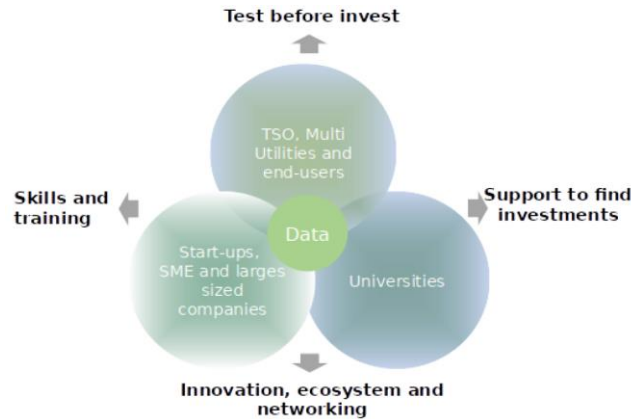 Test before invest
TSO, Multi
Utilities and
end-users
Skills and
training
Support to find
investments
Data
Start-ups,
SME and larges
sized
companies
Universities
Innovation, ecosystem and
networking